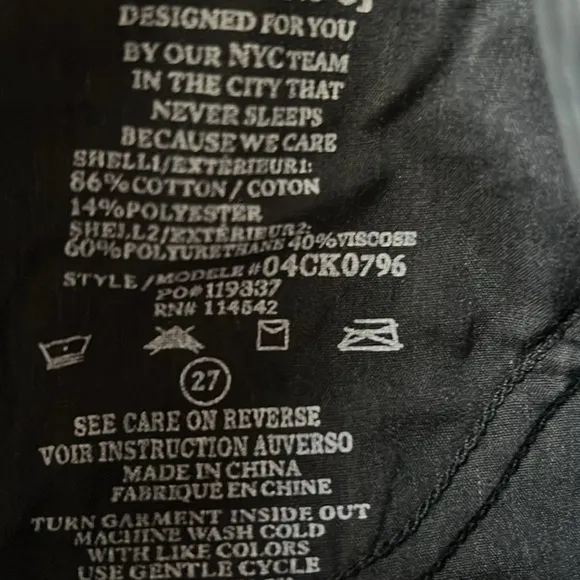 DESIGNED FOR YOU
BY OUR NYC TEAM
IN THE CITY THAT
NEVER SLEEPS
BECAUSE WE CARE
SHELL1/EXTÉRIEUR1:
86% COTTON / COTON
14% POLYESTER
SHELL2/EXTÉRIEUR2:
60% POLYURETHANE 40% VISCOSE
STYLE / MODELE #04CK0796
PO# 119837
RN# 114542
27
SEE CARE ON REVERSE
VOIR INSTRUCTION AUVERSO
MADE IN CHINA
FABRIQUÉ EN CHINE
TURN GARMENT INSIDE OUT
MACHINE WASH COLD
WITH LIKE COLORS
USE GENTLE CYCLE